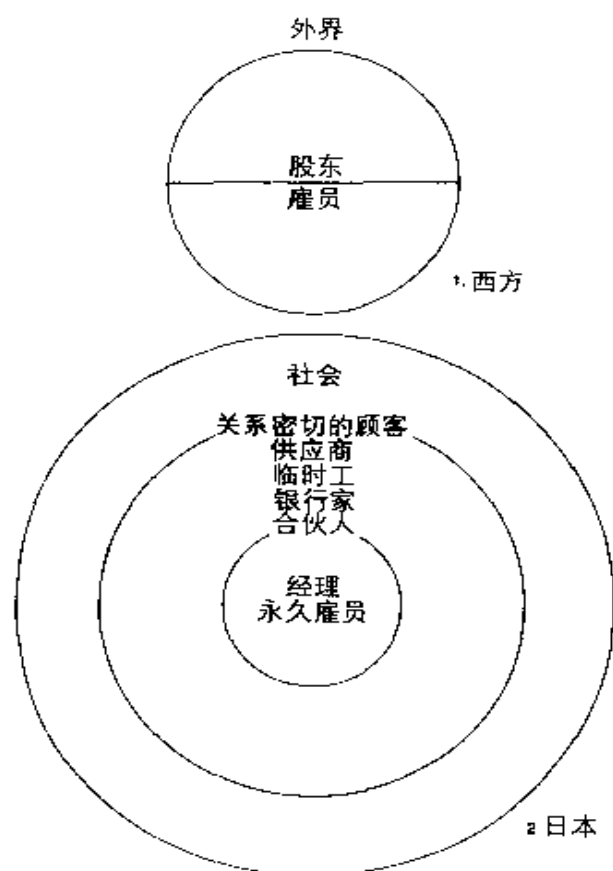 外界
股东
雇员
1. 西方
社会
关系密切的顾客
供应商
临时工
银行家
合伙人
经理
永久雇员
2 日本